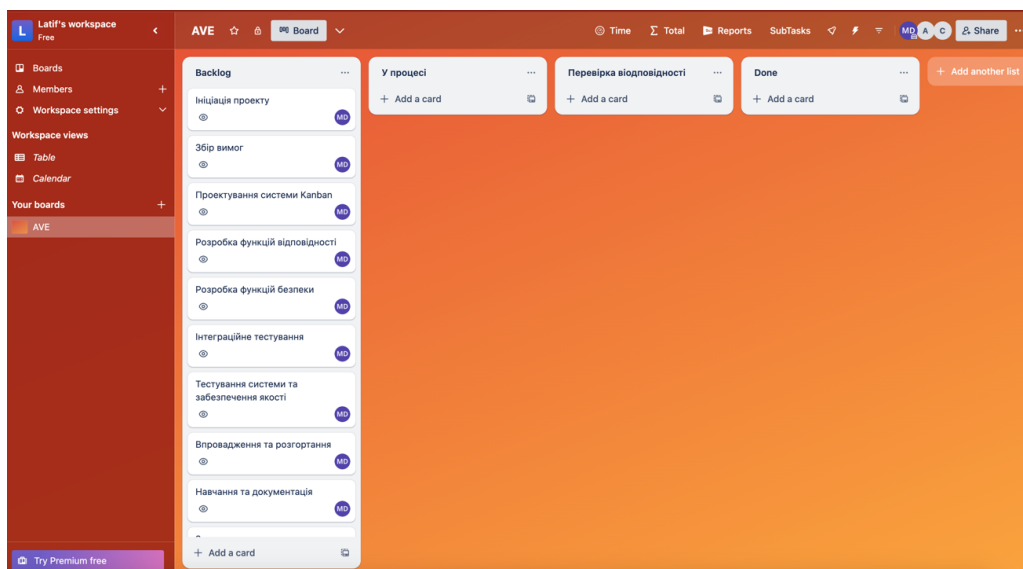 L
Latif's workspace
Free
AVE
Board
Time
Total
Reports
SubTasks
MD
A
C
Share
Boards
Members
Workspace settings
Workspace views
Table
Calendar
Your boards
AVE
Try Premium free
Backlog
Ініціація проекту
MD
Збір вимог
MD
Проектування системи Kanban
MD
Розробка функцій відповідності
MD
Розробка функцій безпеки
MD
Інтеграційне тестування
MD
Тестування системи та
забезпечення якості
MD
Впровадження та розгортання
MD
Навчання та документація
MD
Add a card
У процесі
Add a card
Перевірка віодповідності
Add a card
Done
Add a card
Add another list